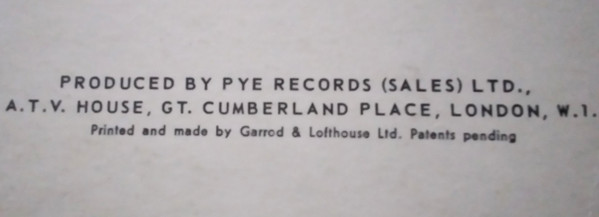 PRODUCED BY PYE RECORDS (SALES) LTD.,
A.T.V. HOUSE, GT. CUMBERLAND PLACE, LONDON, W.1.
Printed and made by Garrod & Lofthouse Ltd. Patents pending